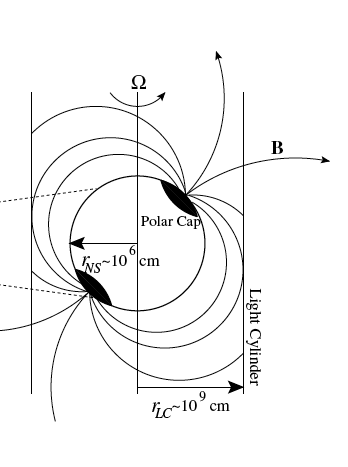 Ω
B
Polar Cap
r_NS~10^6 cm
Light Cylinder
r_LC~10^9 cm